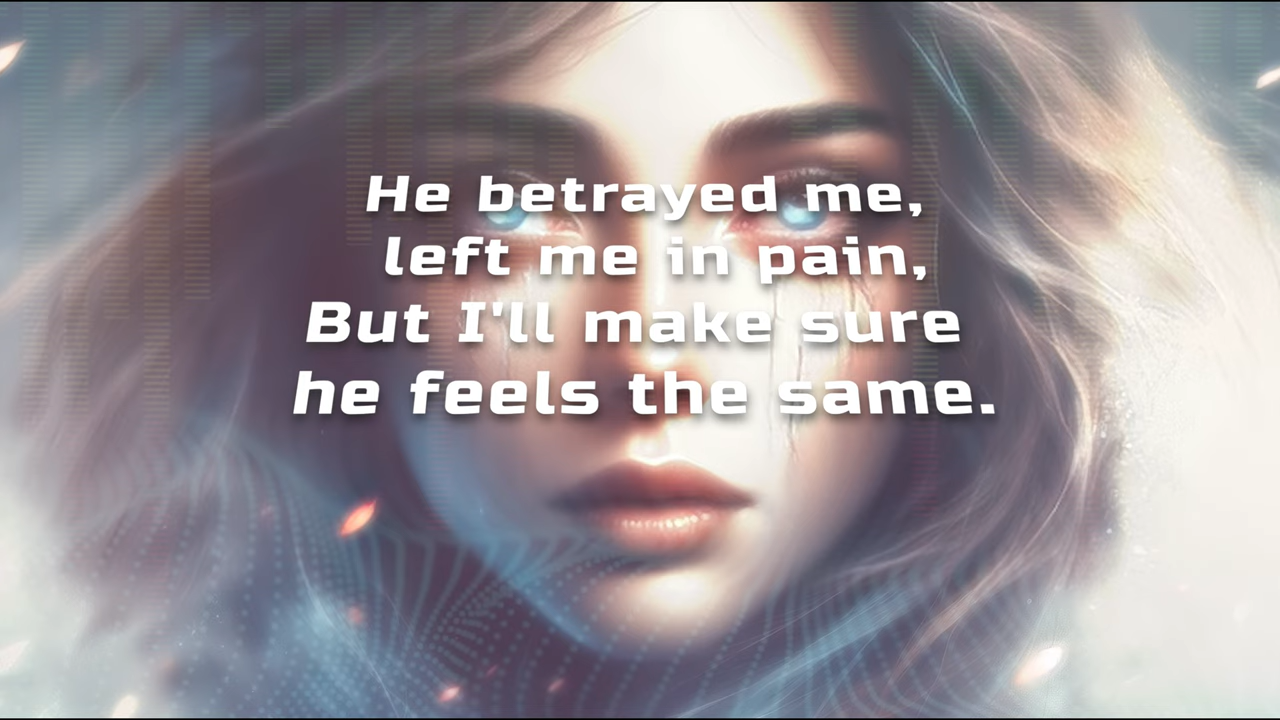 He betrayed me,
left me in pain,
But I'll make sure
he feels the same.